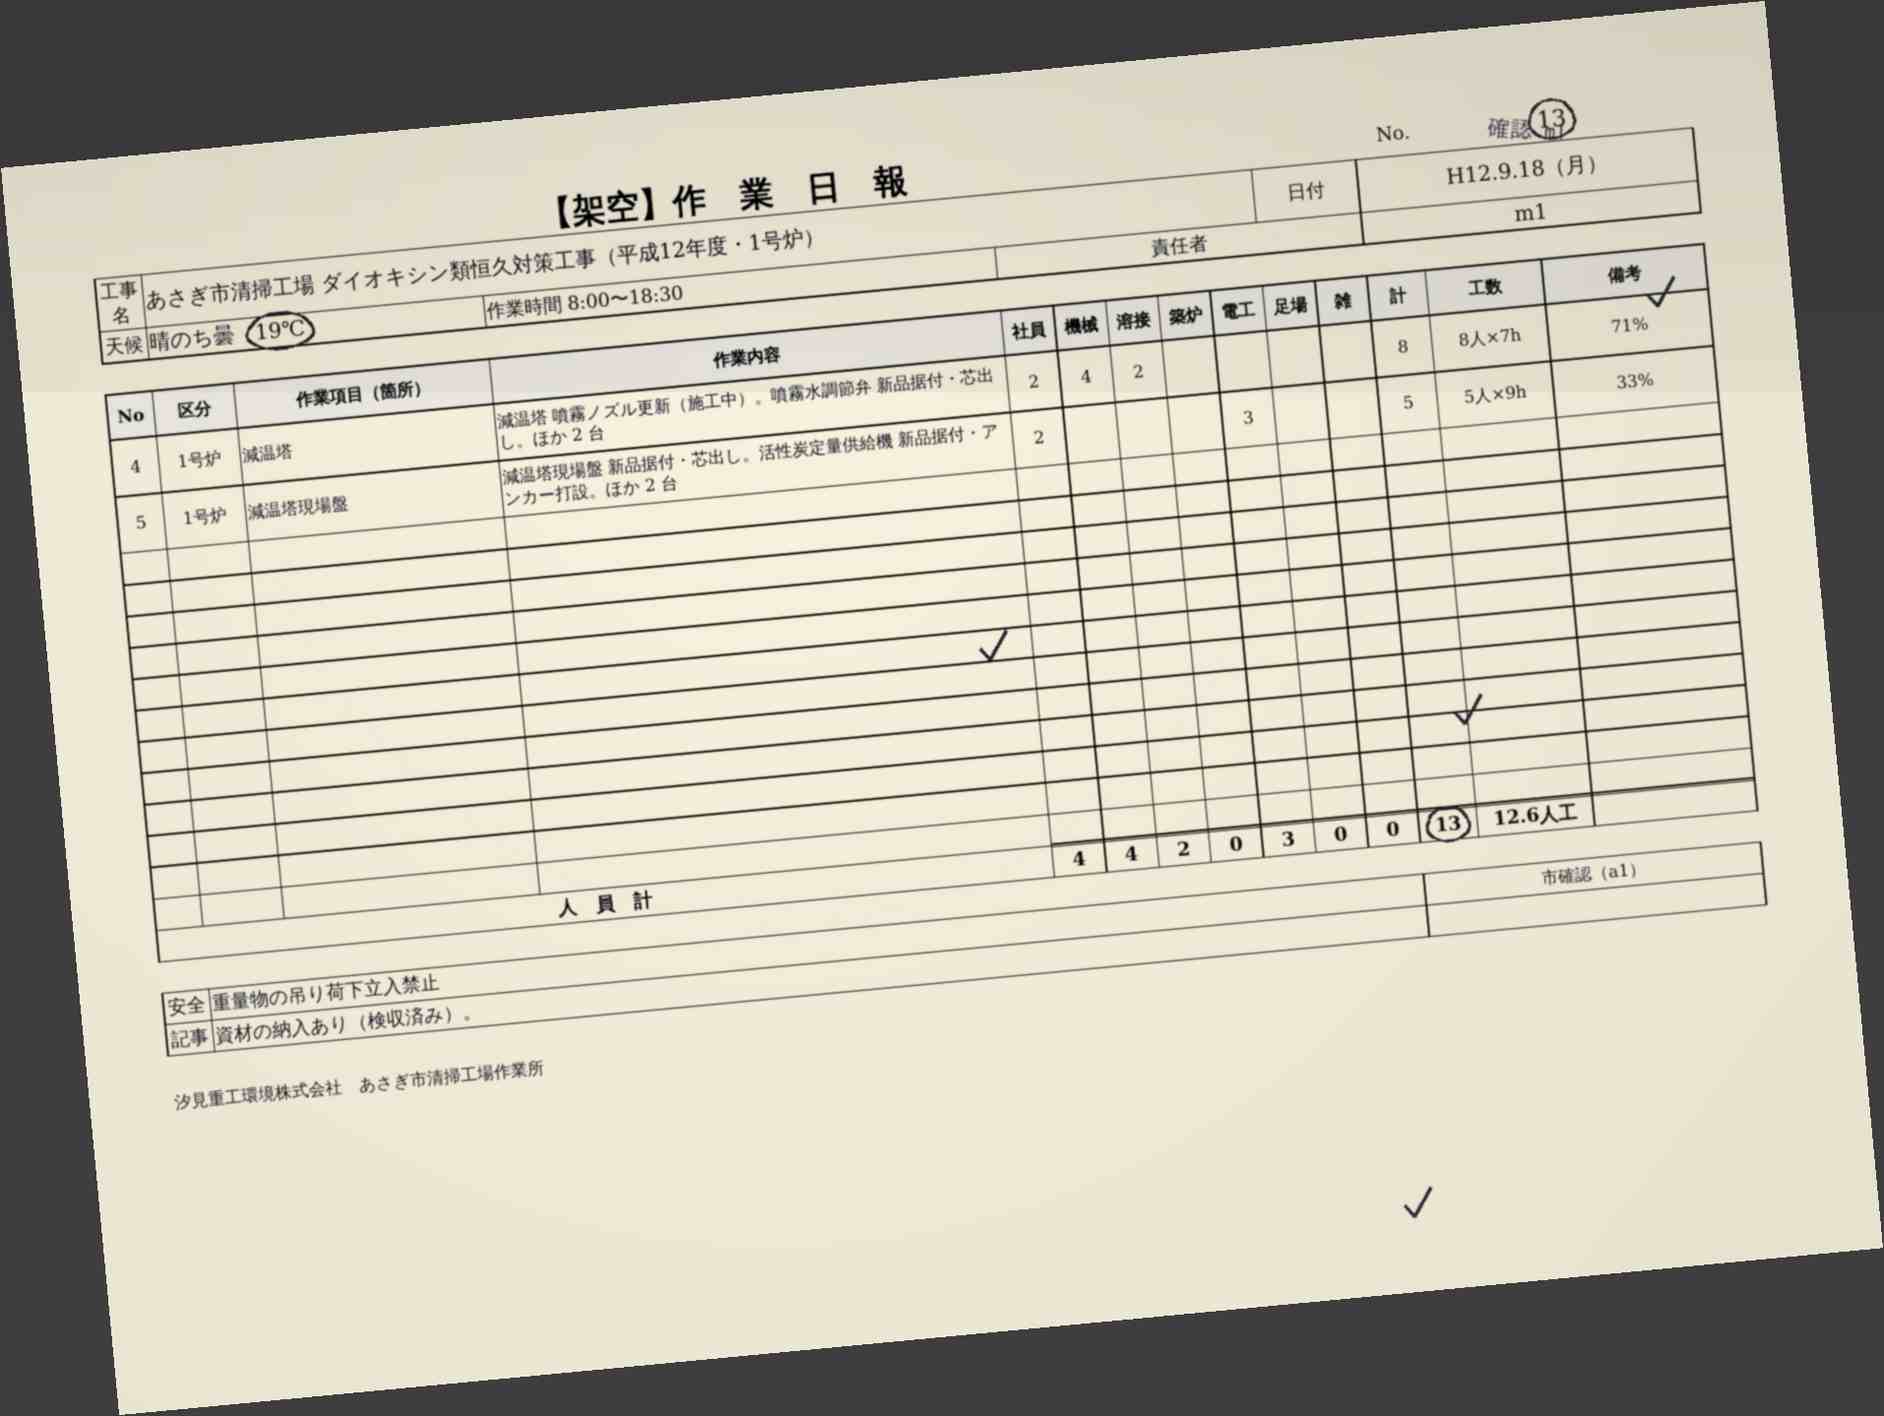 No. 確認 13
【架空】作 業 日 報
工事名 あさぎ市清掃工場 ダイオキシン類恒久対策工事（平成12年度・1号炉） 日付 H12.9.18（月）
天候 晴のち曇 19℃ 作業時間 8:00〜18:30 責任者 m1
No 区分 作業項目（箇所） 作業内容 社員 機械 溶接 築炉 電工 足場 雑 計 工数 備考
4 1号炉 減温塔 減温塔 噴霧ノズル更新（施工中）。噴霧水調節弁 新品据付・芯出し。ほか 2 台 2 4 2 8 8人×7h 71%
5 1号炉 減温塔現場盤 減温塔現場盤 新品据付・芯出し。活性炭定量供給機 新品据付・アンカー打設。ほか 2 台 2 3 5 5人×9h 33%
人 員 計 4 4 2 0 3 0 0 13 12.6人工
安全 重量物の吊り荷下立入禁止 市確認（a1）
記事 資材の納入あり（検収済み）。
汐見重工環境株式会社 あさぎ市清掃工場作業所